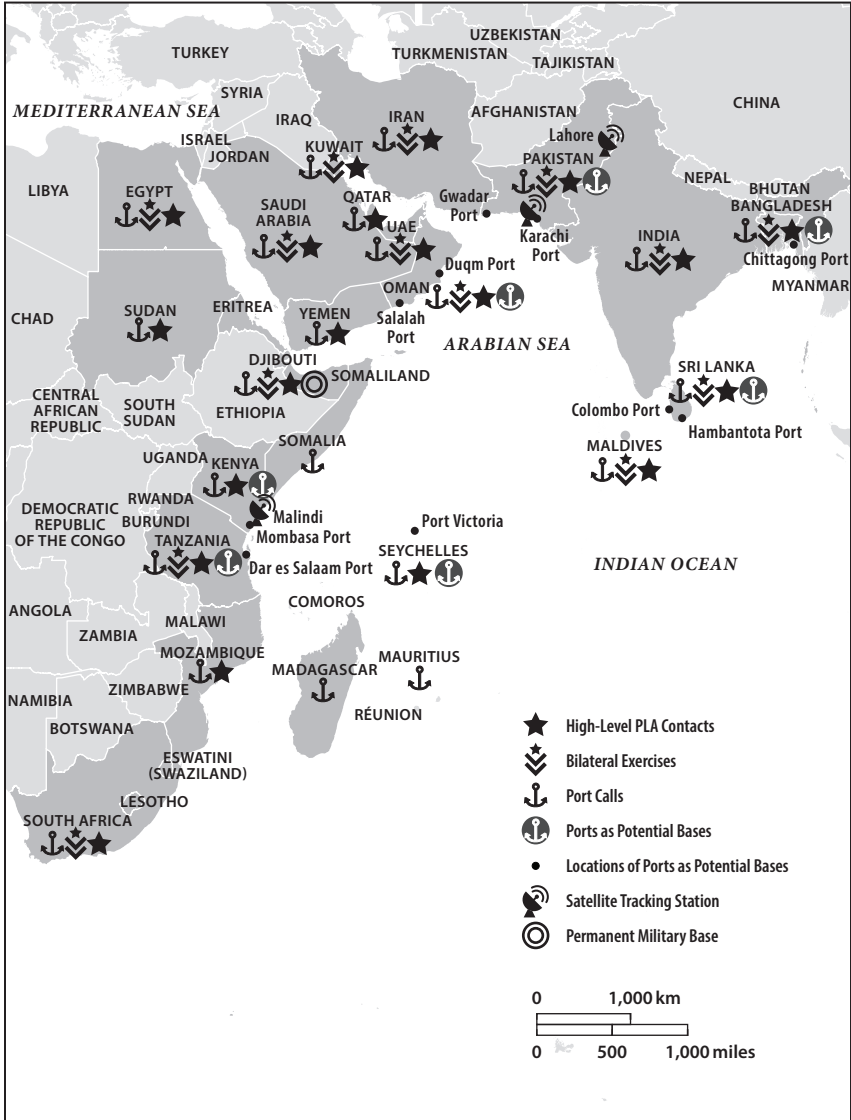 UZBEKISTAN
TURKEY
TURKMENISTAN
TAJIKISTAN
SYRIA
MEDITERRANEAN SEA
CHINA
AFGHANISTAN
IRAQ
IRAN
ISRAEL
JORDAN
Lahore
KUWAIT
PAKISTAN
LIBYA
EGYPT
NEPAL
BHUTAN
BANGLADESH
SAUDI
ARABIA
QATAR
Gwadar
Port
UAE
Karachi
Port
INDIA
Chittagong Port
Duqm Port
MYANMAR
OMAN
ERITREA
SUDAN
YEMEN
Salalah
Port
CHAD
ARABIAN SEA
DJIBOUTI
SOMALILAND
SRI LANKA
CENTRAL
AFRICAN
REPUBLIC
SOUTH
SUDAN
ETHIOPIA
Colombo Port
Hambantota Port
SOMALIA
MALDIVES
UGANDA
KENYA
RWANDA
DEMOCRATIC
REPUBLIC
OF THE CONGO
BURUNDI
Malindi
Mombasa Port
Port Victoria
TANZANIA
Dar es Salaam Port
SEYCHELLES
INDIAN OCEAN
COMOROS
ANGOLA
MALAWI
ZAMBIA
MOZAMBIQUE
MAURITIUS
MADAGASCAR
ZIMBABWE
NAMIBIA
RÉUNION
BOTSWANA
ESWATINI
(SWAZILAND)
LESOTHO
SOUTH AFRICA
High-Level PLA Contacts
Bilateral Exercises
Port Calls
Ports as Potential Bases
Locations of Ports as Potential Bases
Satellite Tracking Station
Permanent Military Base
0 1,000 km
0 500 1,000 miles